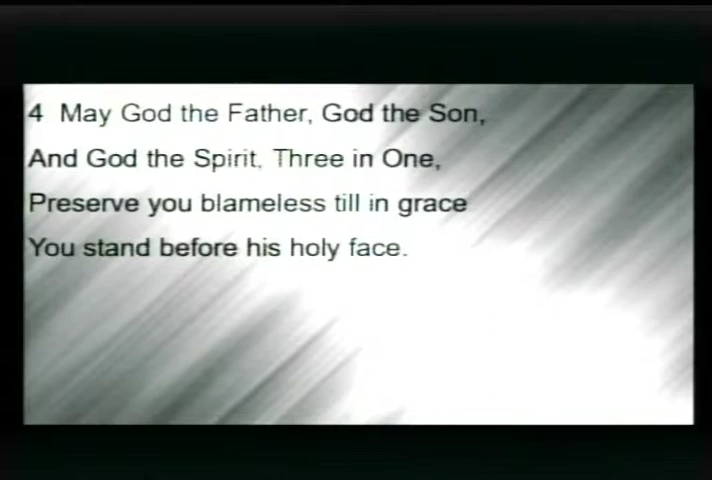 4 May God the Father, God the Son,
And God the Spirit, Three in One,
Preserve you blameless till in grace
You stand before his holy face.